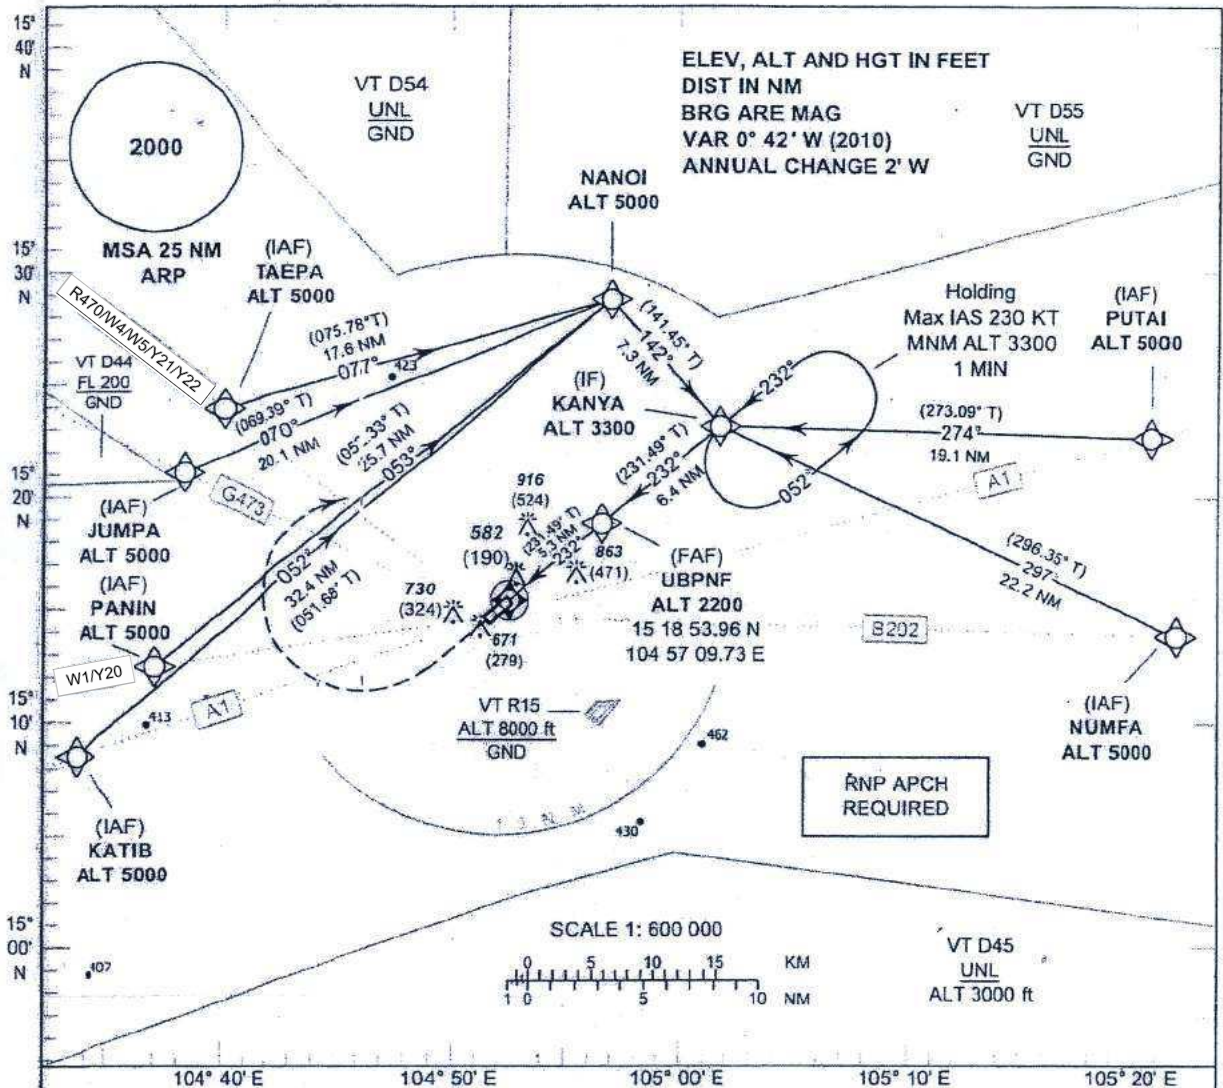 15°
40'
N
ELEV, ALT AND HGT IN FEET
DIST IN NM
BRG ARE MAG
VAR 0° 42' W (2010)
ANNUAL CHANGE 2' W
VT D54
UNL
GND
VT D55
UNL
GND
2000
MSA 25 NM
ARP
NANOI
ALT 5000
15°
30'
N
(IAF)
TAEPA
ALT 5000
R470/W4/W5/Y21/Y22
VT D44
FL 200
GND
(075.78° T)
17.6 NM
077°
423
(069.39° T)
070°
20.1 NM
(141.45° T)
142°
7.3 NM
Holding
Max IAS 230 KT
MNM ALT 3300
1 MIN
(IAF)
PUTAI
ALT 5000
232°
052°
(IF)
KANYA
ALT 3300
(273.09° T)
274°
19.1 NM
25.7 NM
053°
(231.49° T)
232°
6.4 NM
A1
15°
20'
N
G473
(IAF)
JUMPA
ALT 5000
916
(524)
582
(190)
(231.49° T)
5.3 NM
232°
863
(471)
(FAF)
UBPNF
ALT 2200
15 18 53.96 N
104 57 09.73 E
(296.35° T)
297°
22.2 NM
052°
32.4 NM
(051.68° T)
730
(324)
671
(279)
(IAF)
PANIN
ALT 5000
W1/Y20
B202
15°
10'
N
A1
413
VT R15
ALT 8000 ft
GND
462
430
(IAF)
NUMFA
ALT 5000
RNP APCH
REQUIRED
(IAF)
KATIB
ALT 5000
15°
00'
N
407
SCALE 1: 600 000
0 5 10 15 KM
1 0 5 10 NM
VT D45
UNL
ALT 3000 ft
104° 40' E
104° 50' E
105° 00' E
105° 10' E
105° 20' E